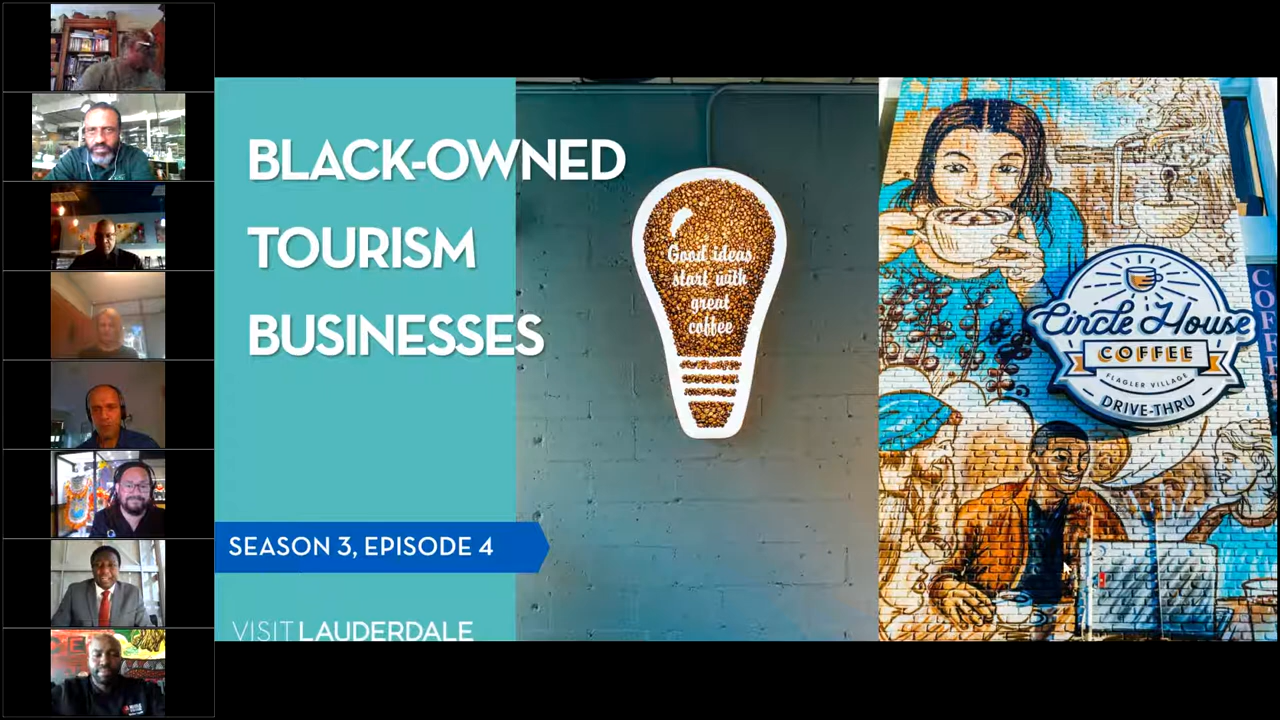 BLACK-OWNED
TOURISM
BUSINESSES
SEASON 3, EPISODE 4
VISIT LAUDERDALE
Good ideas
start with
great
coffee
Circle House
COFFEE
FLAGLER VILLAGE
DRIVE-THRU